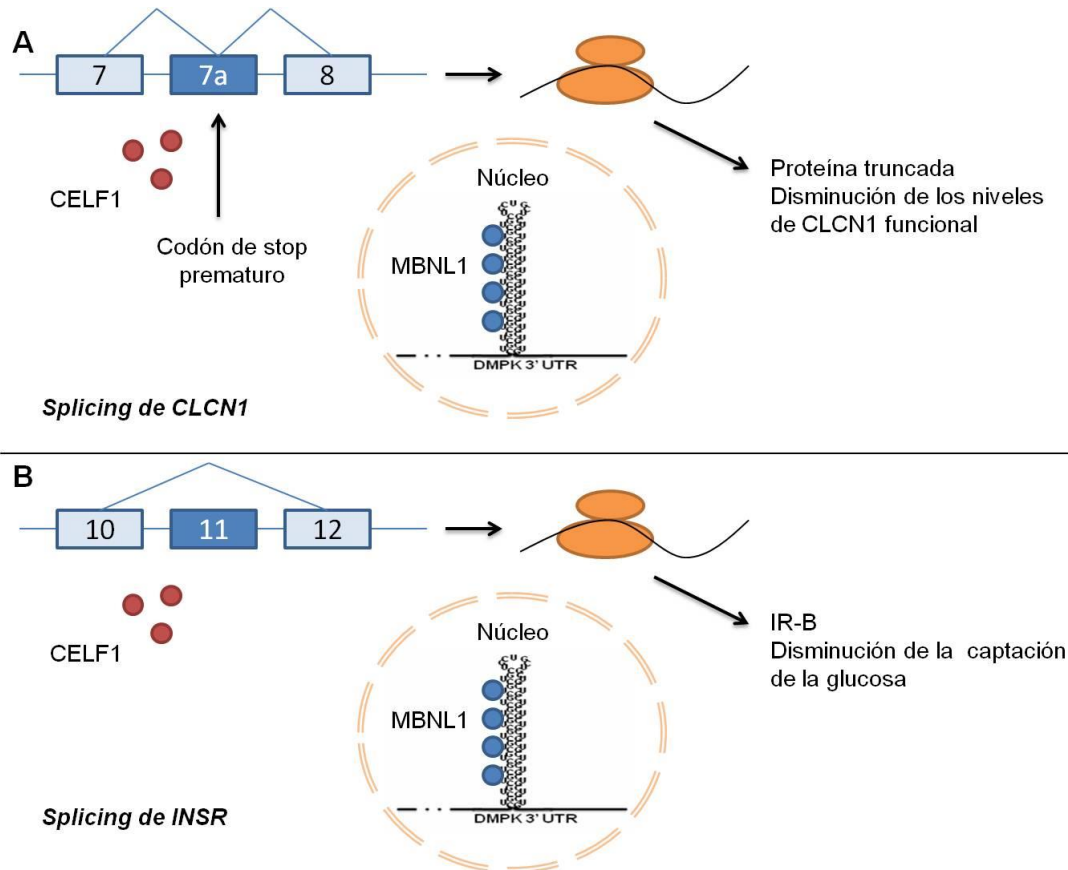 A
7
7a
8
CELF1
Codón de stop
prematuro
Núcleo
MBNL1
DMPK 3' UTR
Proteína truncada
Disminución de los niveles
de CLCN1 funcional
Splicing de CLCN1
B
10
11
12
CELF1
Núcleo
MBNL1
DMPK 3' UTR
IR-B
Disminución de la captación
de la glucosa
Splicing de INSR